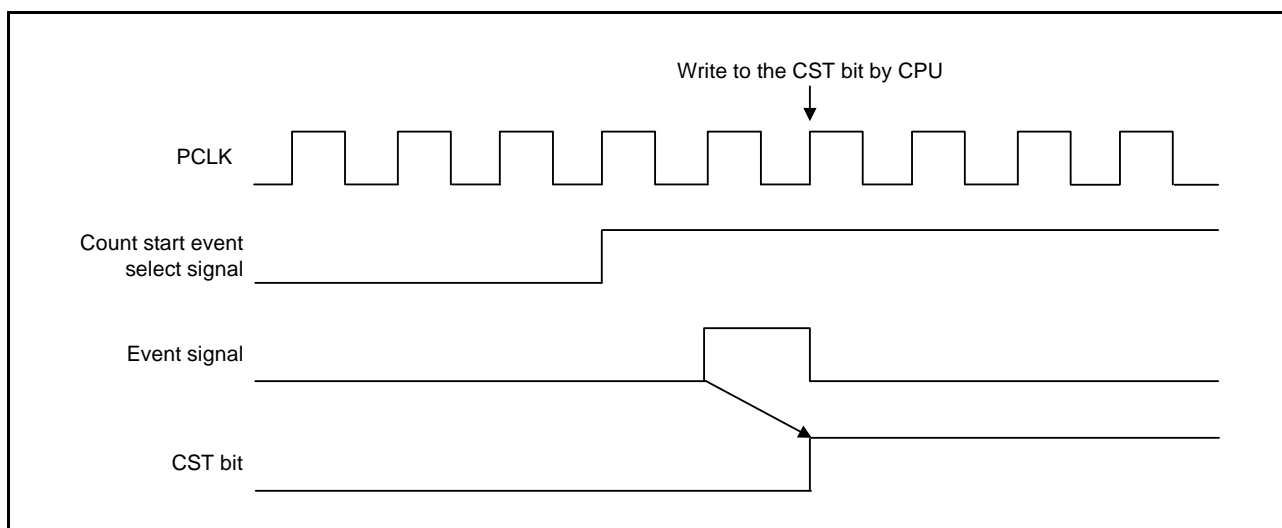 Write to the CST bit by CPU
PCLK
Count start event
select signal
Event signal
CST bit